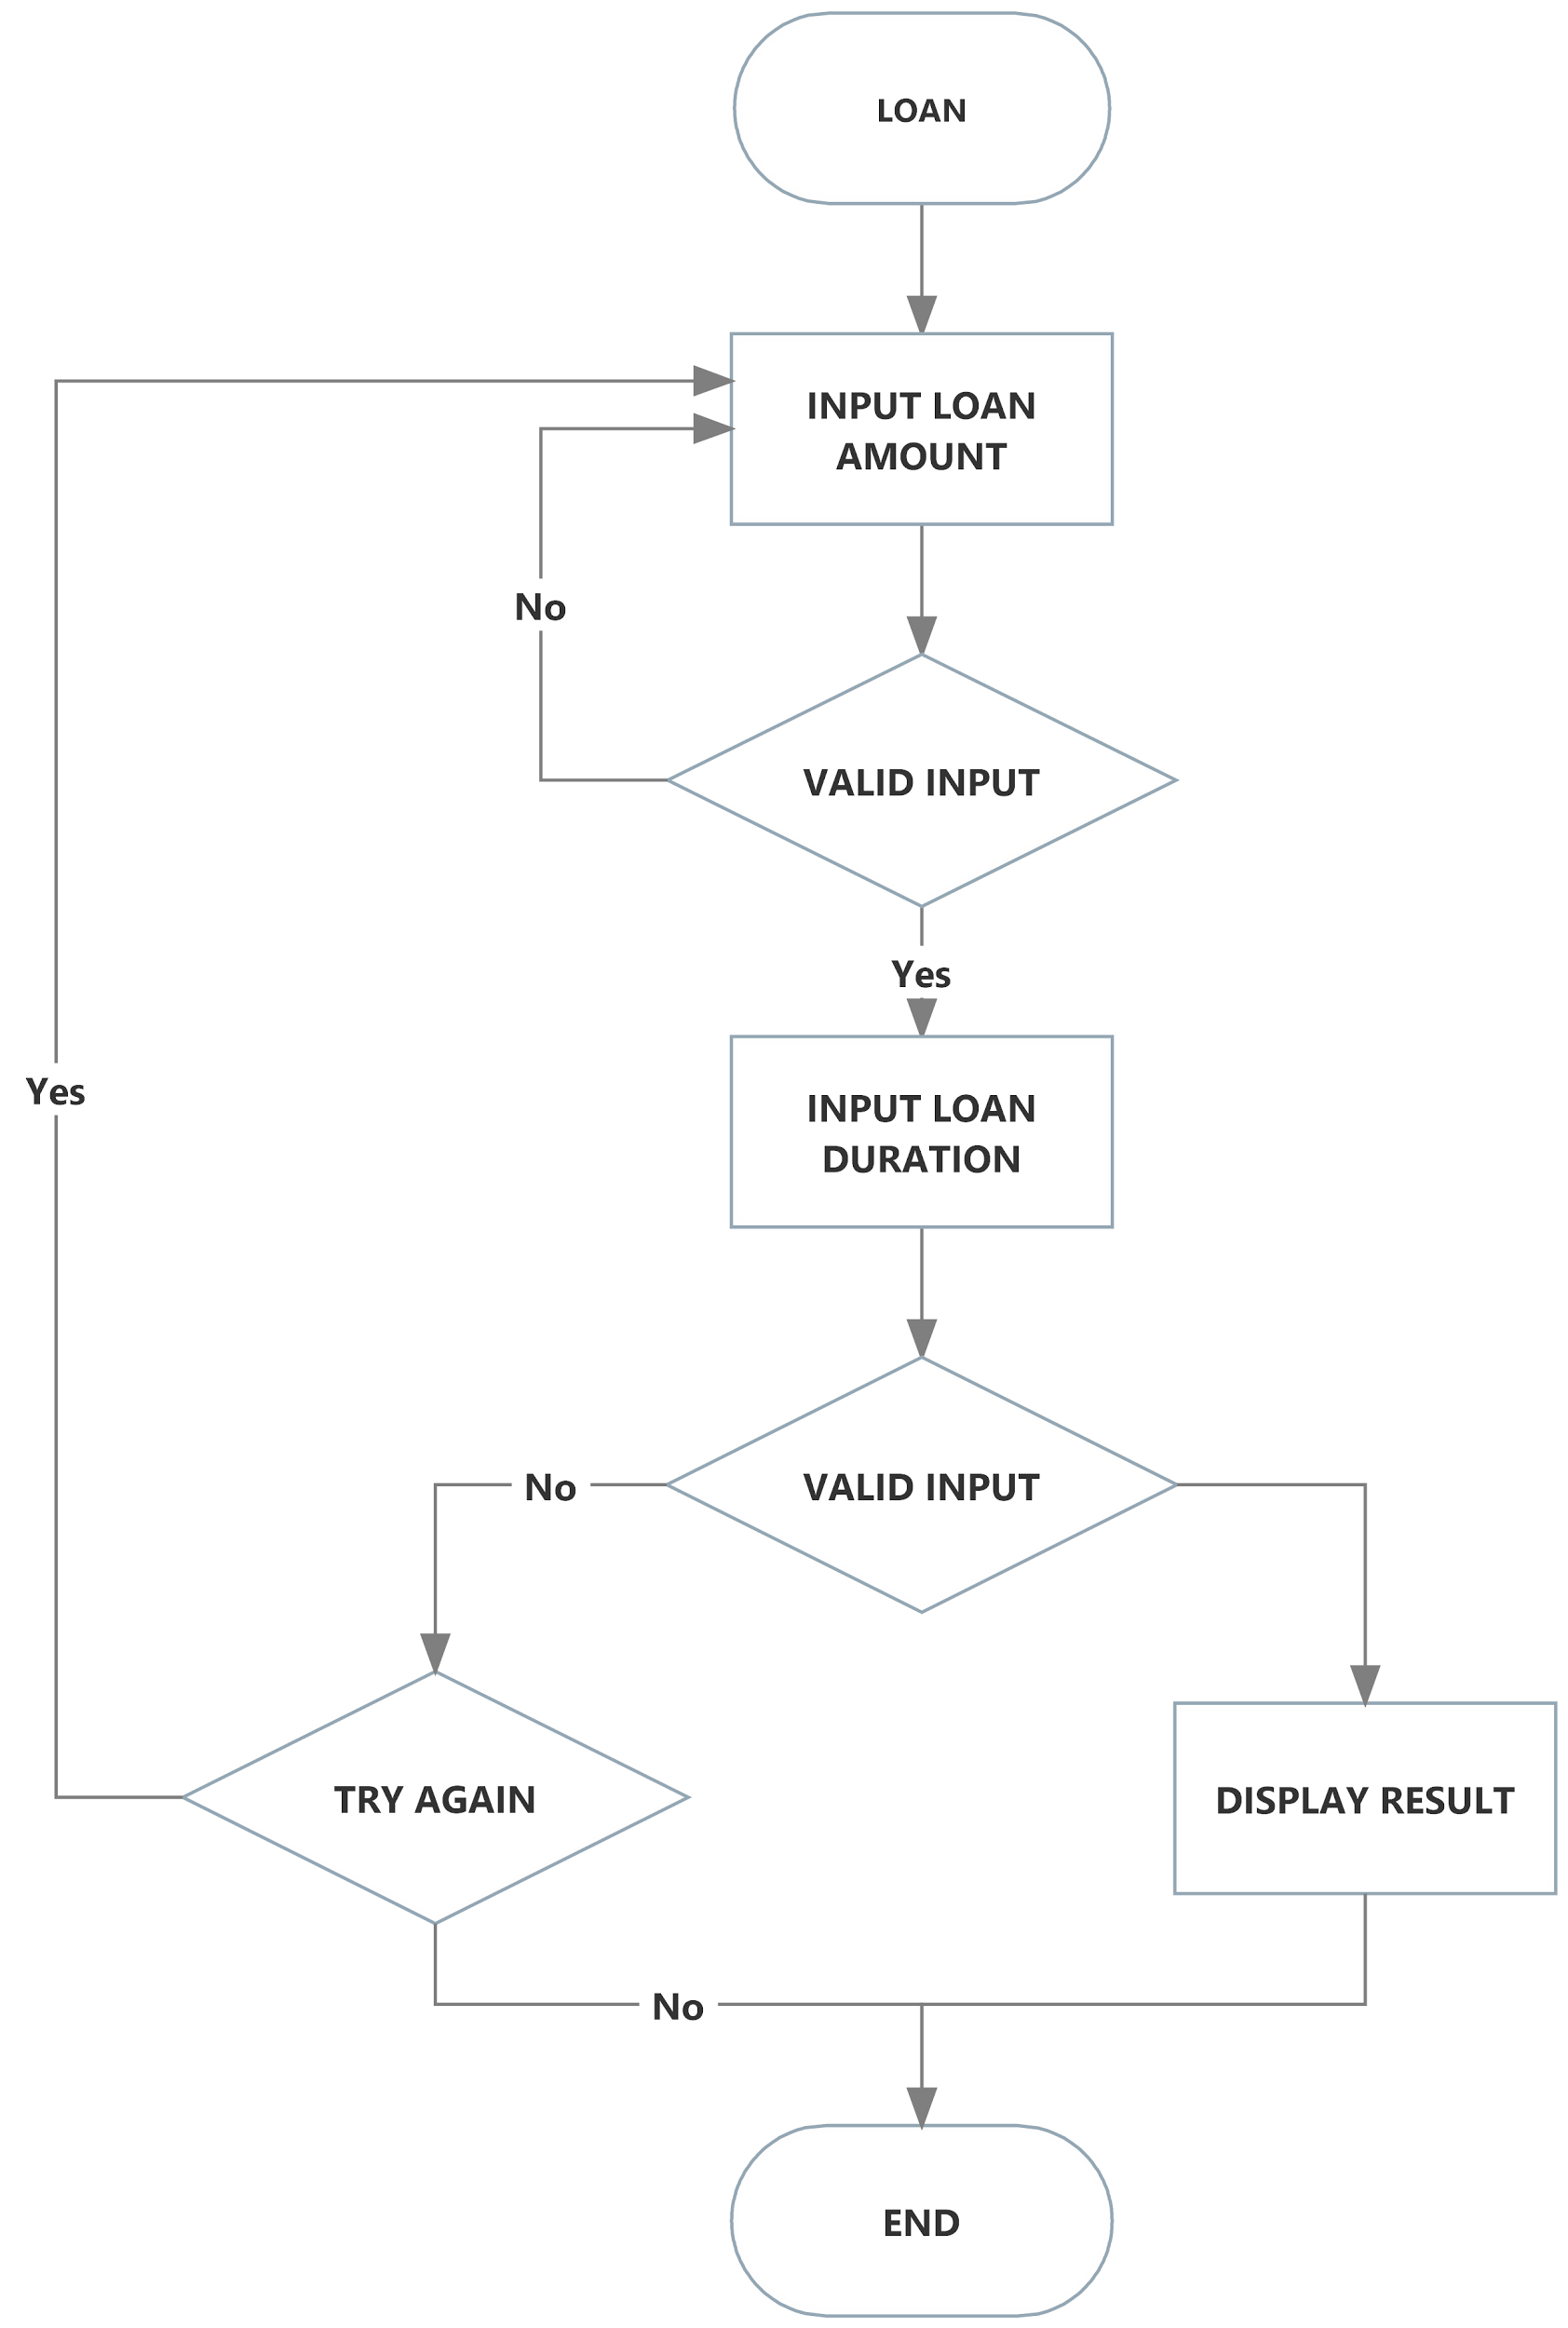 LOAN
INPUT LOAN
AMOUNT
No
VALID INPUT
Yes
Yes
INPUT LOAN
DURATION
No
VALID INPUT
TRY AGAIN
DISPLAY RESULT
No
END